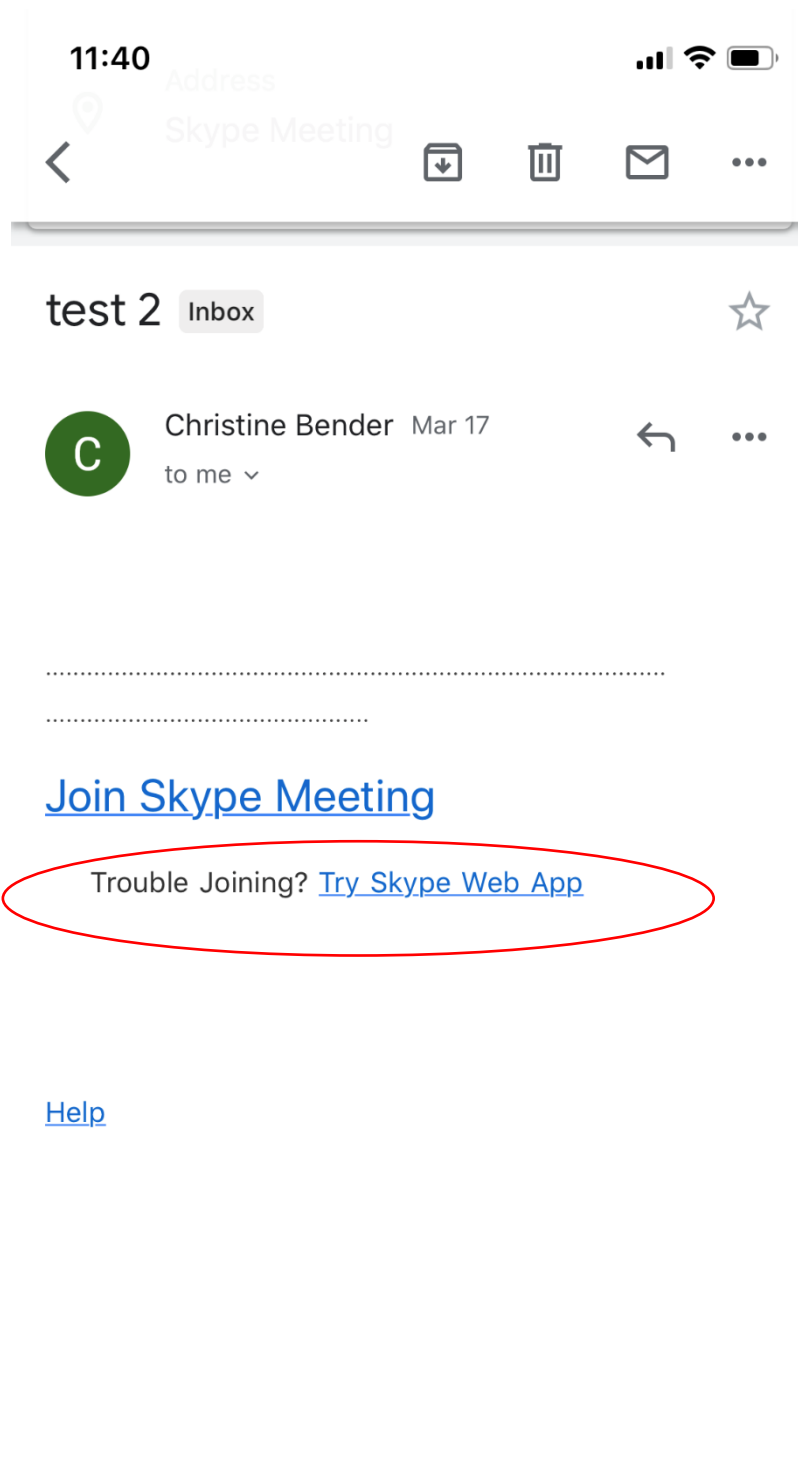 11:40
Address
Skype Meeting
test 2 Inbox
Christine Bender Mar 17
C
to me
...........................................................................................
...............................................
Join Skype Meeting
Trouble Joining? Try Skype Web App
Help